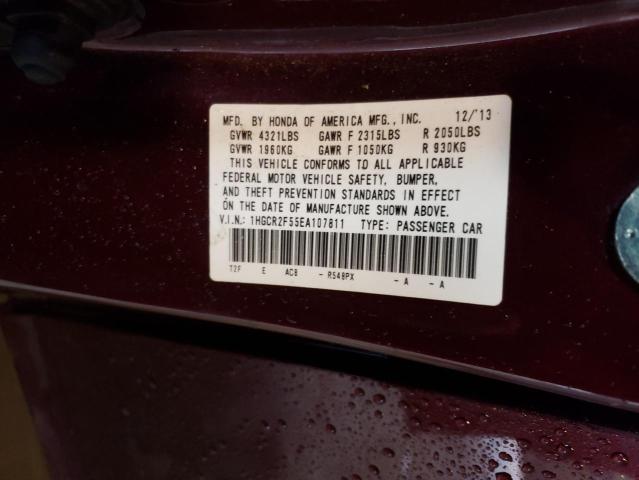 MFD. BY HONDA OF AMERICA MFG., INC. 12/'13
GVWR 4321LBS GAWR F 2315LBS R 2050LBS
GVWR 1960KG GAWR F 1050KG R 930KG
THIS VEHICLE CONFORMS TO ALL APPLICABLE
FEDERAL MOTOR VEHICLE SAFETY, BUMPER,
AND THEFT PREVENTION STANDARDS IN EFFECT
ON THE DATE OF MANUFACTURE SHOWN ABOVE.
V.I.N.: 1HGCR2F55EA107811 TYPE: PASSENGER CAR
T2F E ACB - R548PX - A - A